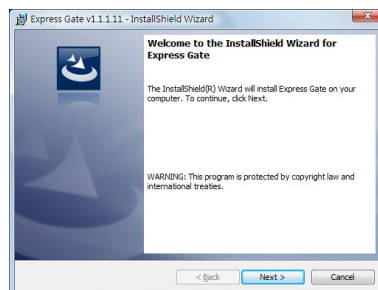 Express Gate v1.1.1.11 - InstallShield Wizard
Welcome to the InstallShield Wizard for
Express Gate
The InstallShield(R) Wizard will install Express Gate on your
computer. To continue, click Next.
WARNING: This program is protected by copyright law and
international treaties.
< Back Next > Cancel